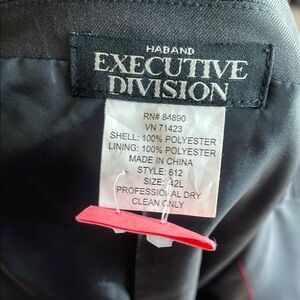 HABAND
EXECUTIVE
DIVISION
RN# 84890
VN 71423
SHELL: 100% POLYESTER
LINING: 100% POLYESTER
MADE IN CHINA
STYLE: 612
SIZE: 42L
PROFESSIONAL DRY
CLEAN ONLY